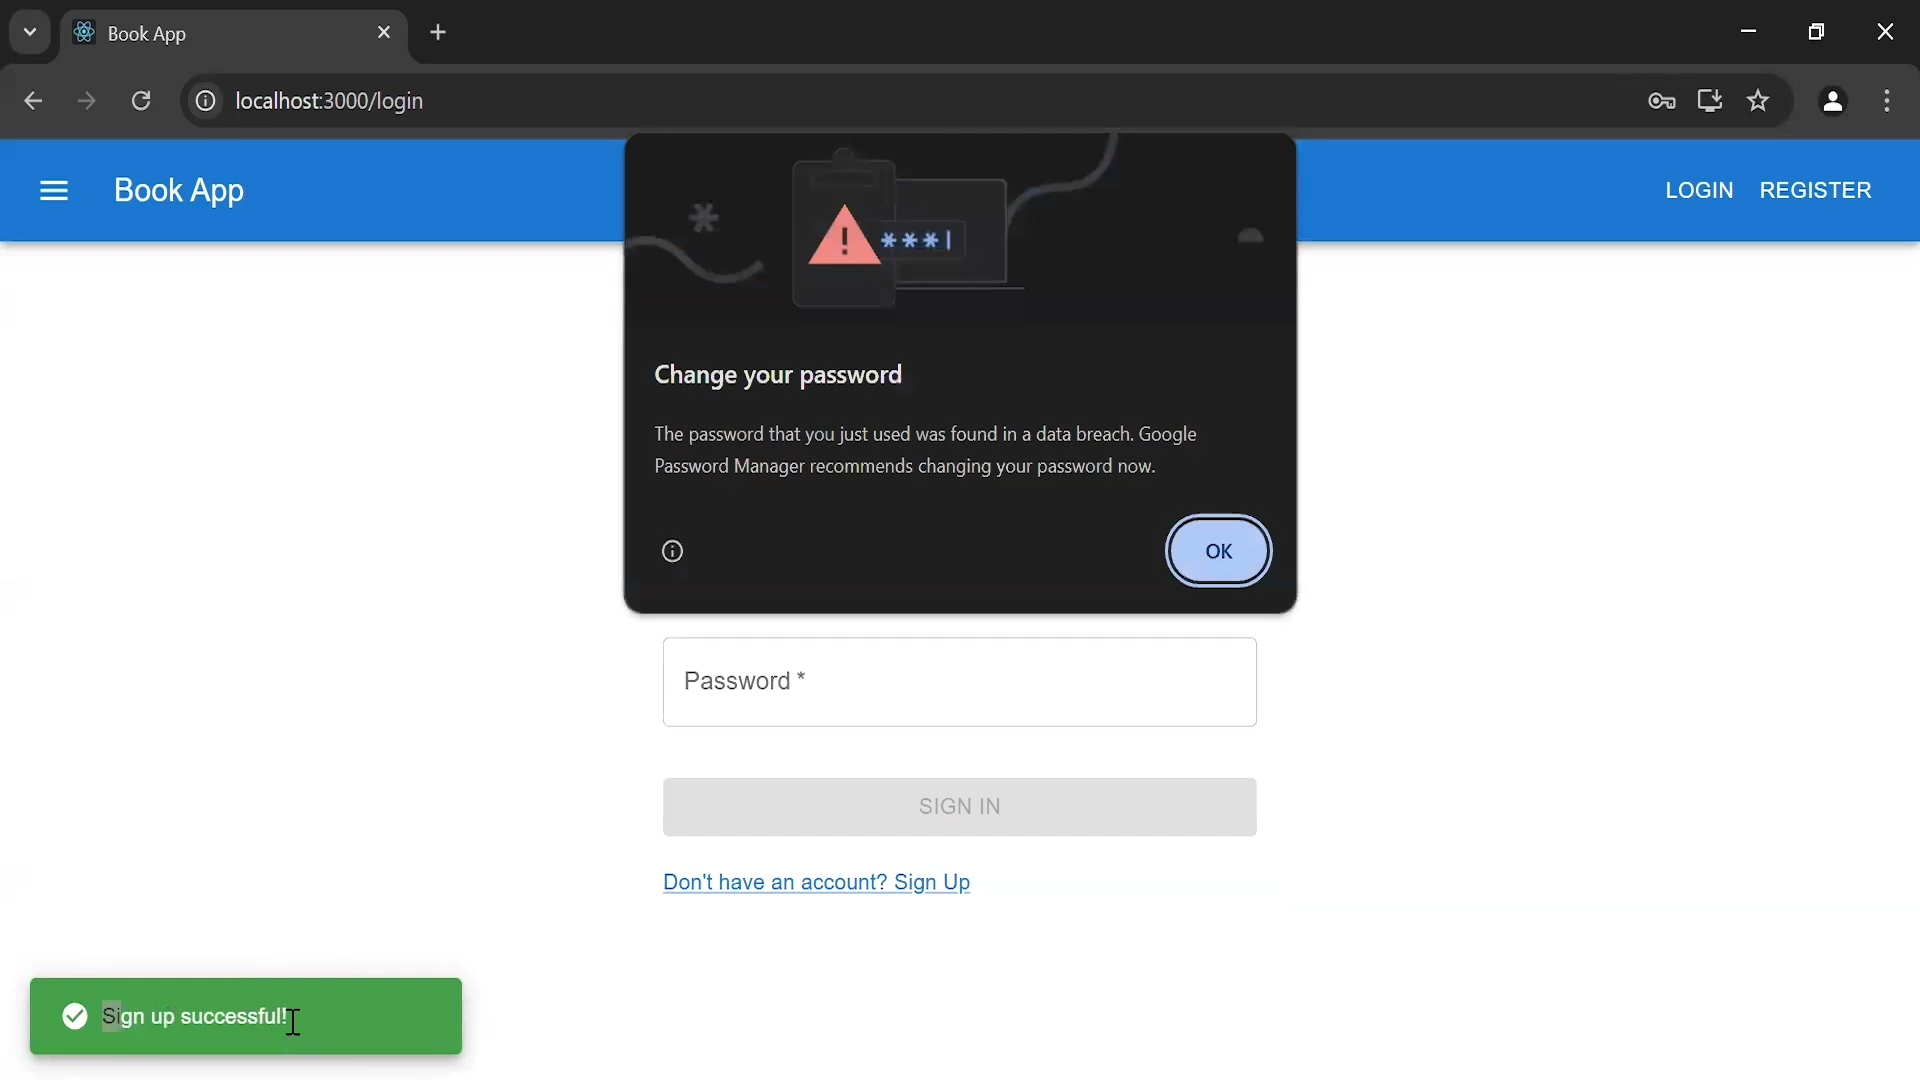 Book App
localhost:3000/login
Book App
LOGIN REGISTER
***|
Change your password
The password that you just used was found in a data breach. Google
Password Manager recommends changing your password now.
OK
Password *
SIGN IN
Don't have an account? Sign Up
Sign up successful!